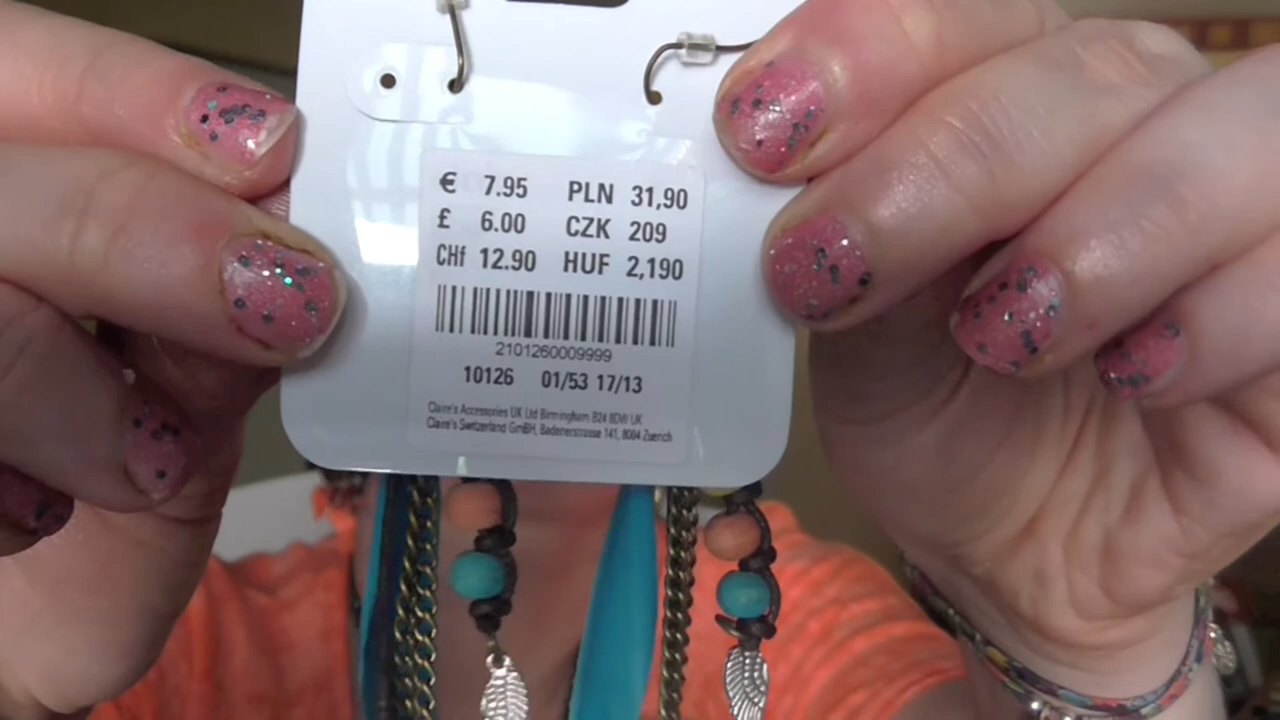 € 7.95 PLN 31,90
£ 6.00 CZK 209
CHf 12.90 HUF 2,190
2101260009999
10126 01/53 17/13
Claire's Accessories UK Ltd Birmingham B24 8DW UK
Claire's Switzerland GmBH, Badenerstrasse 141, 8004 Zuerich